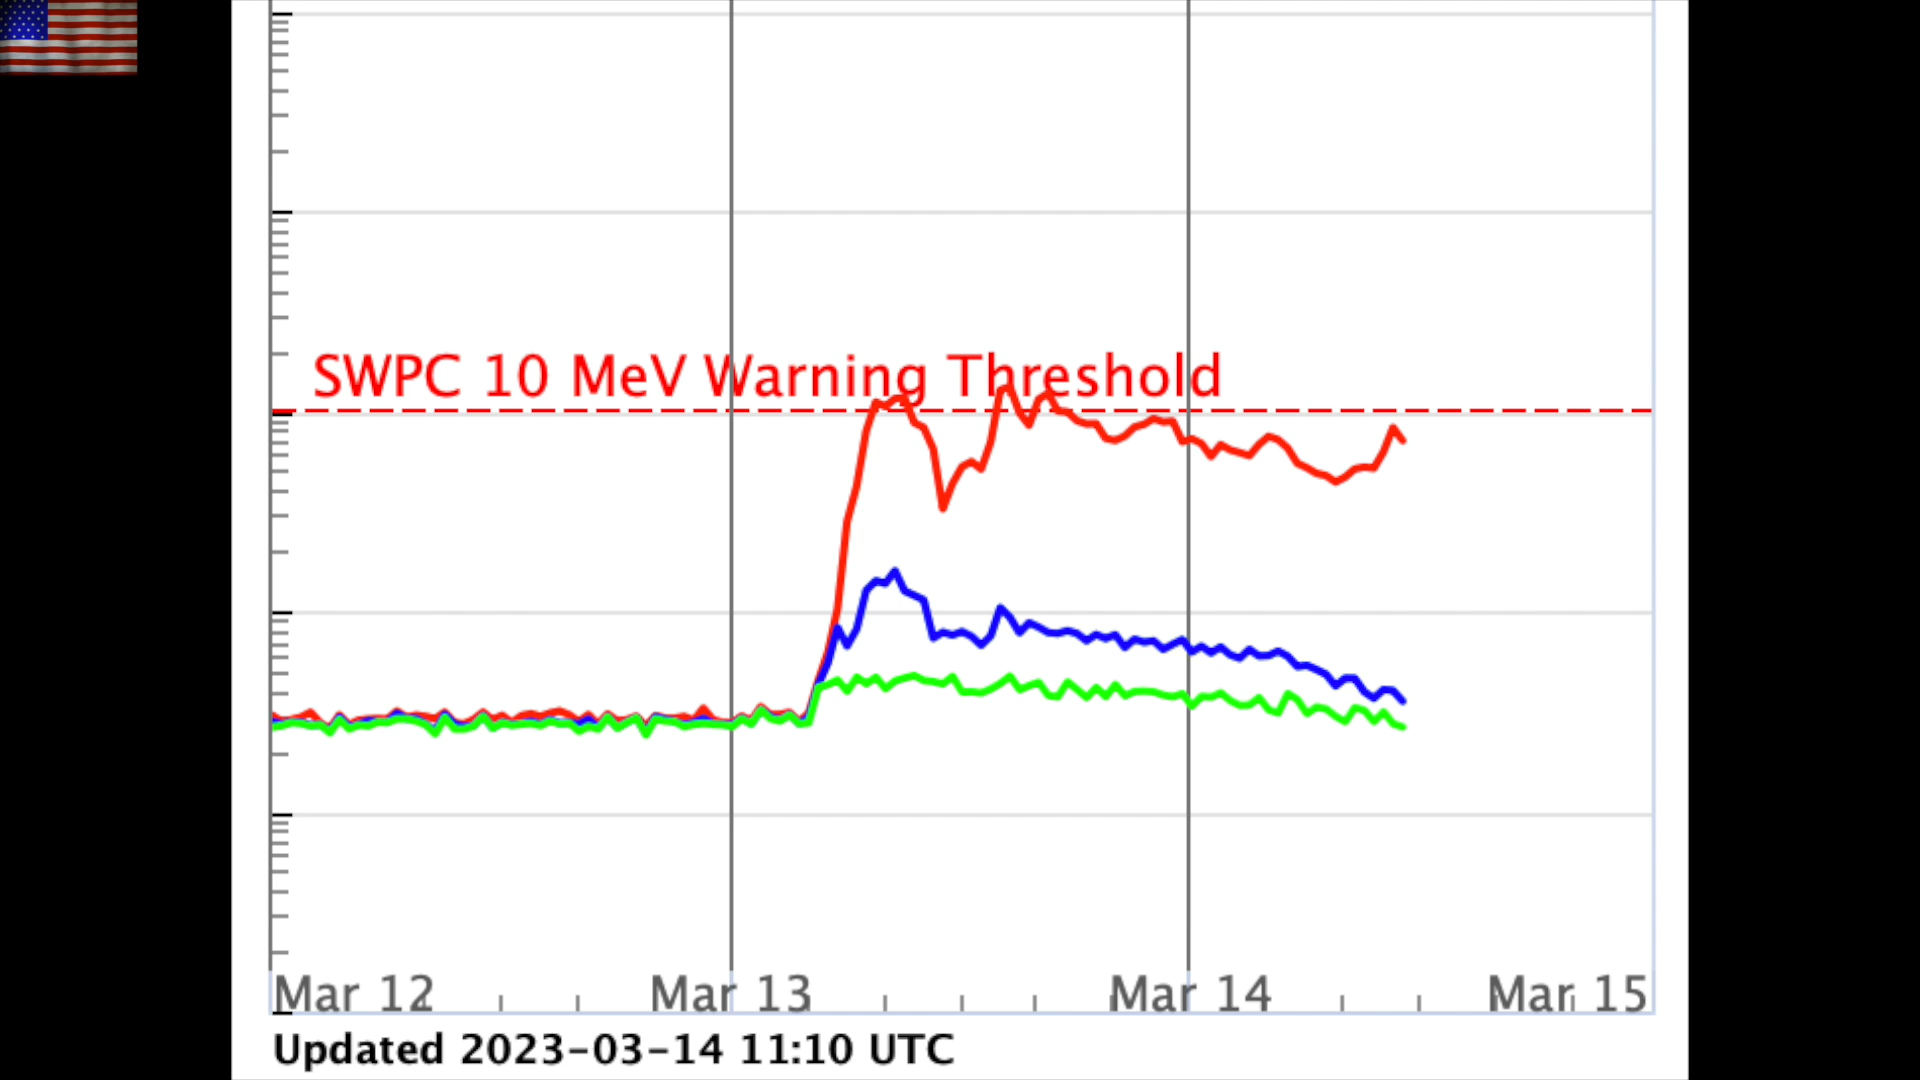 SWPC 10 MeV Warning Threshold
Mar 12 Mar 13 Mar 14 Mar 15
Updated 2023-03-14 11:10 UTC